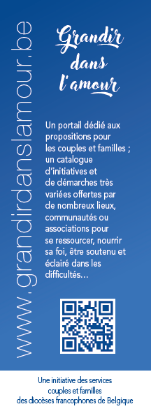 www.grandirdanslamour.be
Grandir
dans
l'amour
Un portail dédié aux
propositions pour
les couples et familles ;
un catalogue
d'initiatives et
de démarches très
variées offertes par
de nombreux lieux,
communautés ou
associations pour
se ressourcer, nourrir
sa foi, être soutenu et
éclairé dans les
difficultés...
Une initiative des services
couples et familles
des diocèses francophones de Belgique